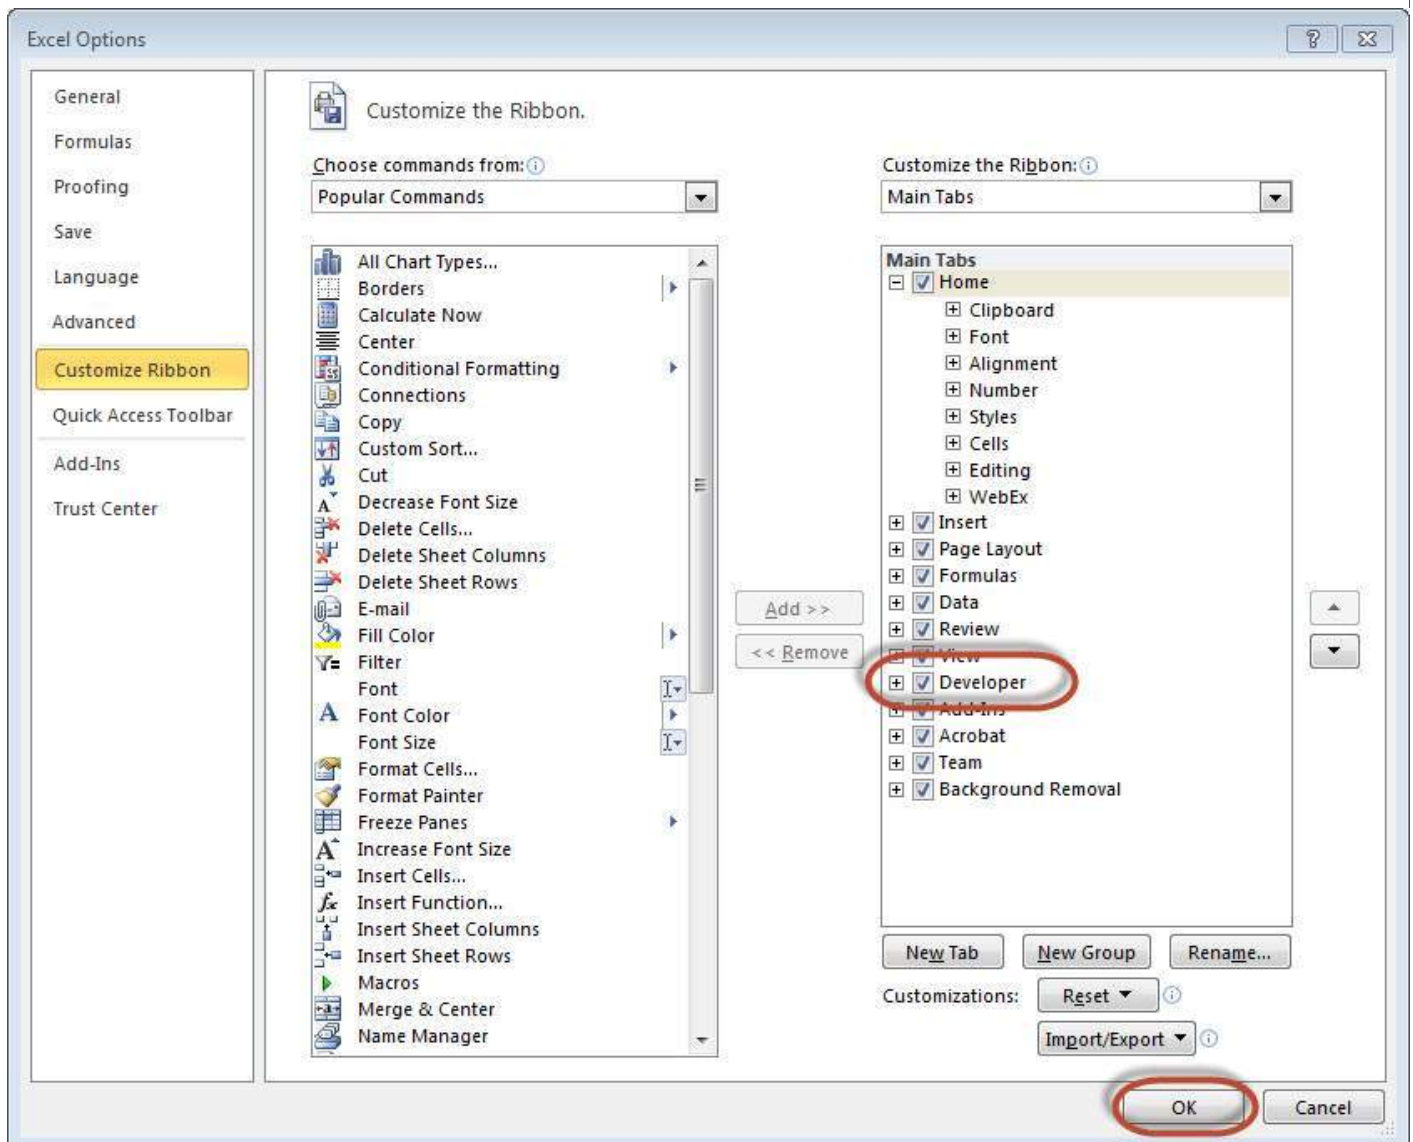 Excel Options
General
Formulas
Proofing
Save
Language
Advanced
Customize Ribbon
Quick Access Toolbar
Add-Ins
Trust Center
Customize the Ribbon.
Choose commands from:
Popular Commands
All Chart Types...
Borders
Calculate Now
Center
Conditional Formatting
Connections
Copy
Custom Sort...
Cut
Decrease Font Size
Delete Cells...
Delete Sheet Columns
Delete Sheet Rows
E-mail
Fill Color
Filter
Font
Font Color
Font Size
Format Cells...
Format Painter
Freeze Panes
Increase Font Size
Insert Cells...
Insert Function...
Insert Sheet Columns
Insert Sheet Rows
Macros
Merge & Center
Name Manager
Add >>
<< Remove
Customize the Ribbon:
Main Tabs
Main Tabs
Home
Clipboard
Font
Alignment
Number
Styles
Cells
Editing
WebEx
Insert
Page Layout
Formulas
Data
Review
View
Developer
Add-Ins
Acrobat
Team
Background Removal
New Tab
New Group
Rename...
Customizations:
Reset
Import/Export
OK
Cancel